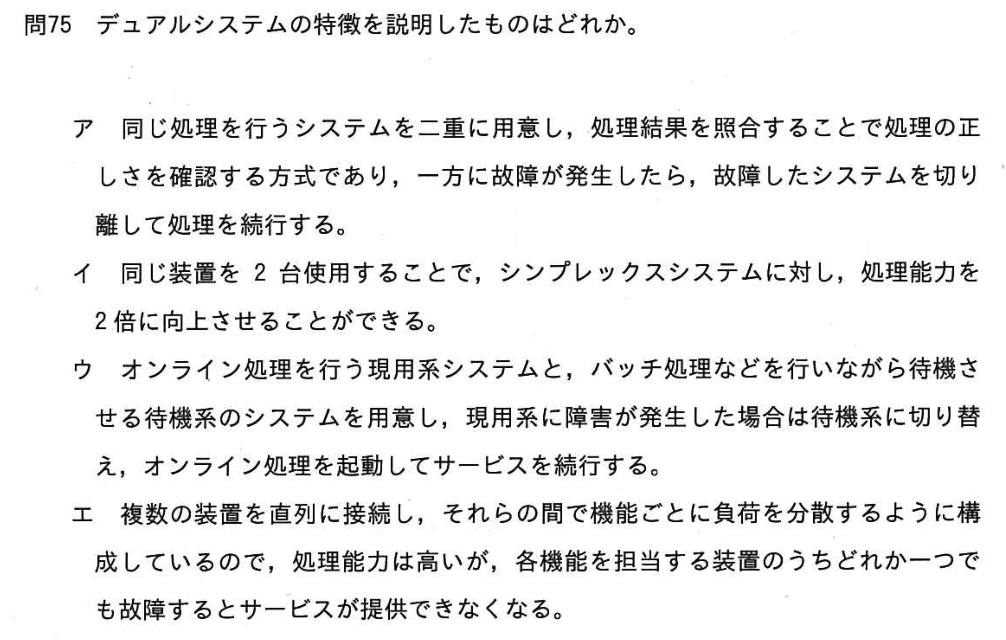 問75 デュアルシステムの特徴を説明したものはどれか。
ア 同じ処理を行うシステムを二重に用意し，処理結果を照合することで処理の正
しさを確認する方式であり，一方に故障が発生したら，故障したシステムを切り
離して処理を続行する。
イ 同じ装置を 2 台使用することで，シンプレックスシステムに対し，処理能力を
2倍に向上させることができる。
ウ オンライン処理を行う現用系システムと，バッチ処理などを行いながら待機さ
せる待機系のシステムを用意し，現用系に障害が発生した場合は待機系に切り替
え，オンライン処理を起動してサービスを続行する。
エ 複数の装置を直列に接続し，それらの間で機能ごとに負荷を分散するように構
成しているので，処理能力は高いが，各機能を担当する装置のうちどれか一つで
も故障するとサービスが提供できなくなる。